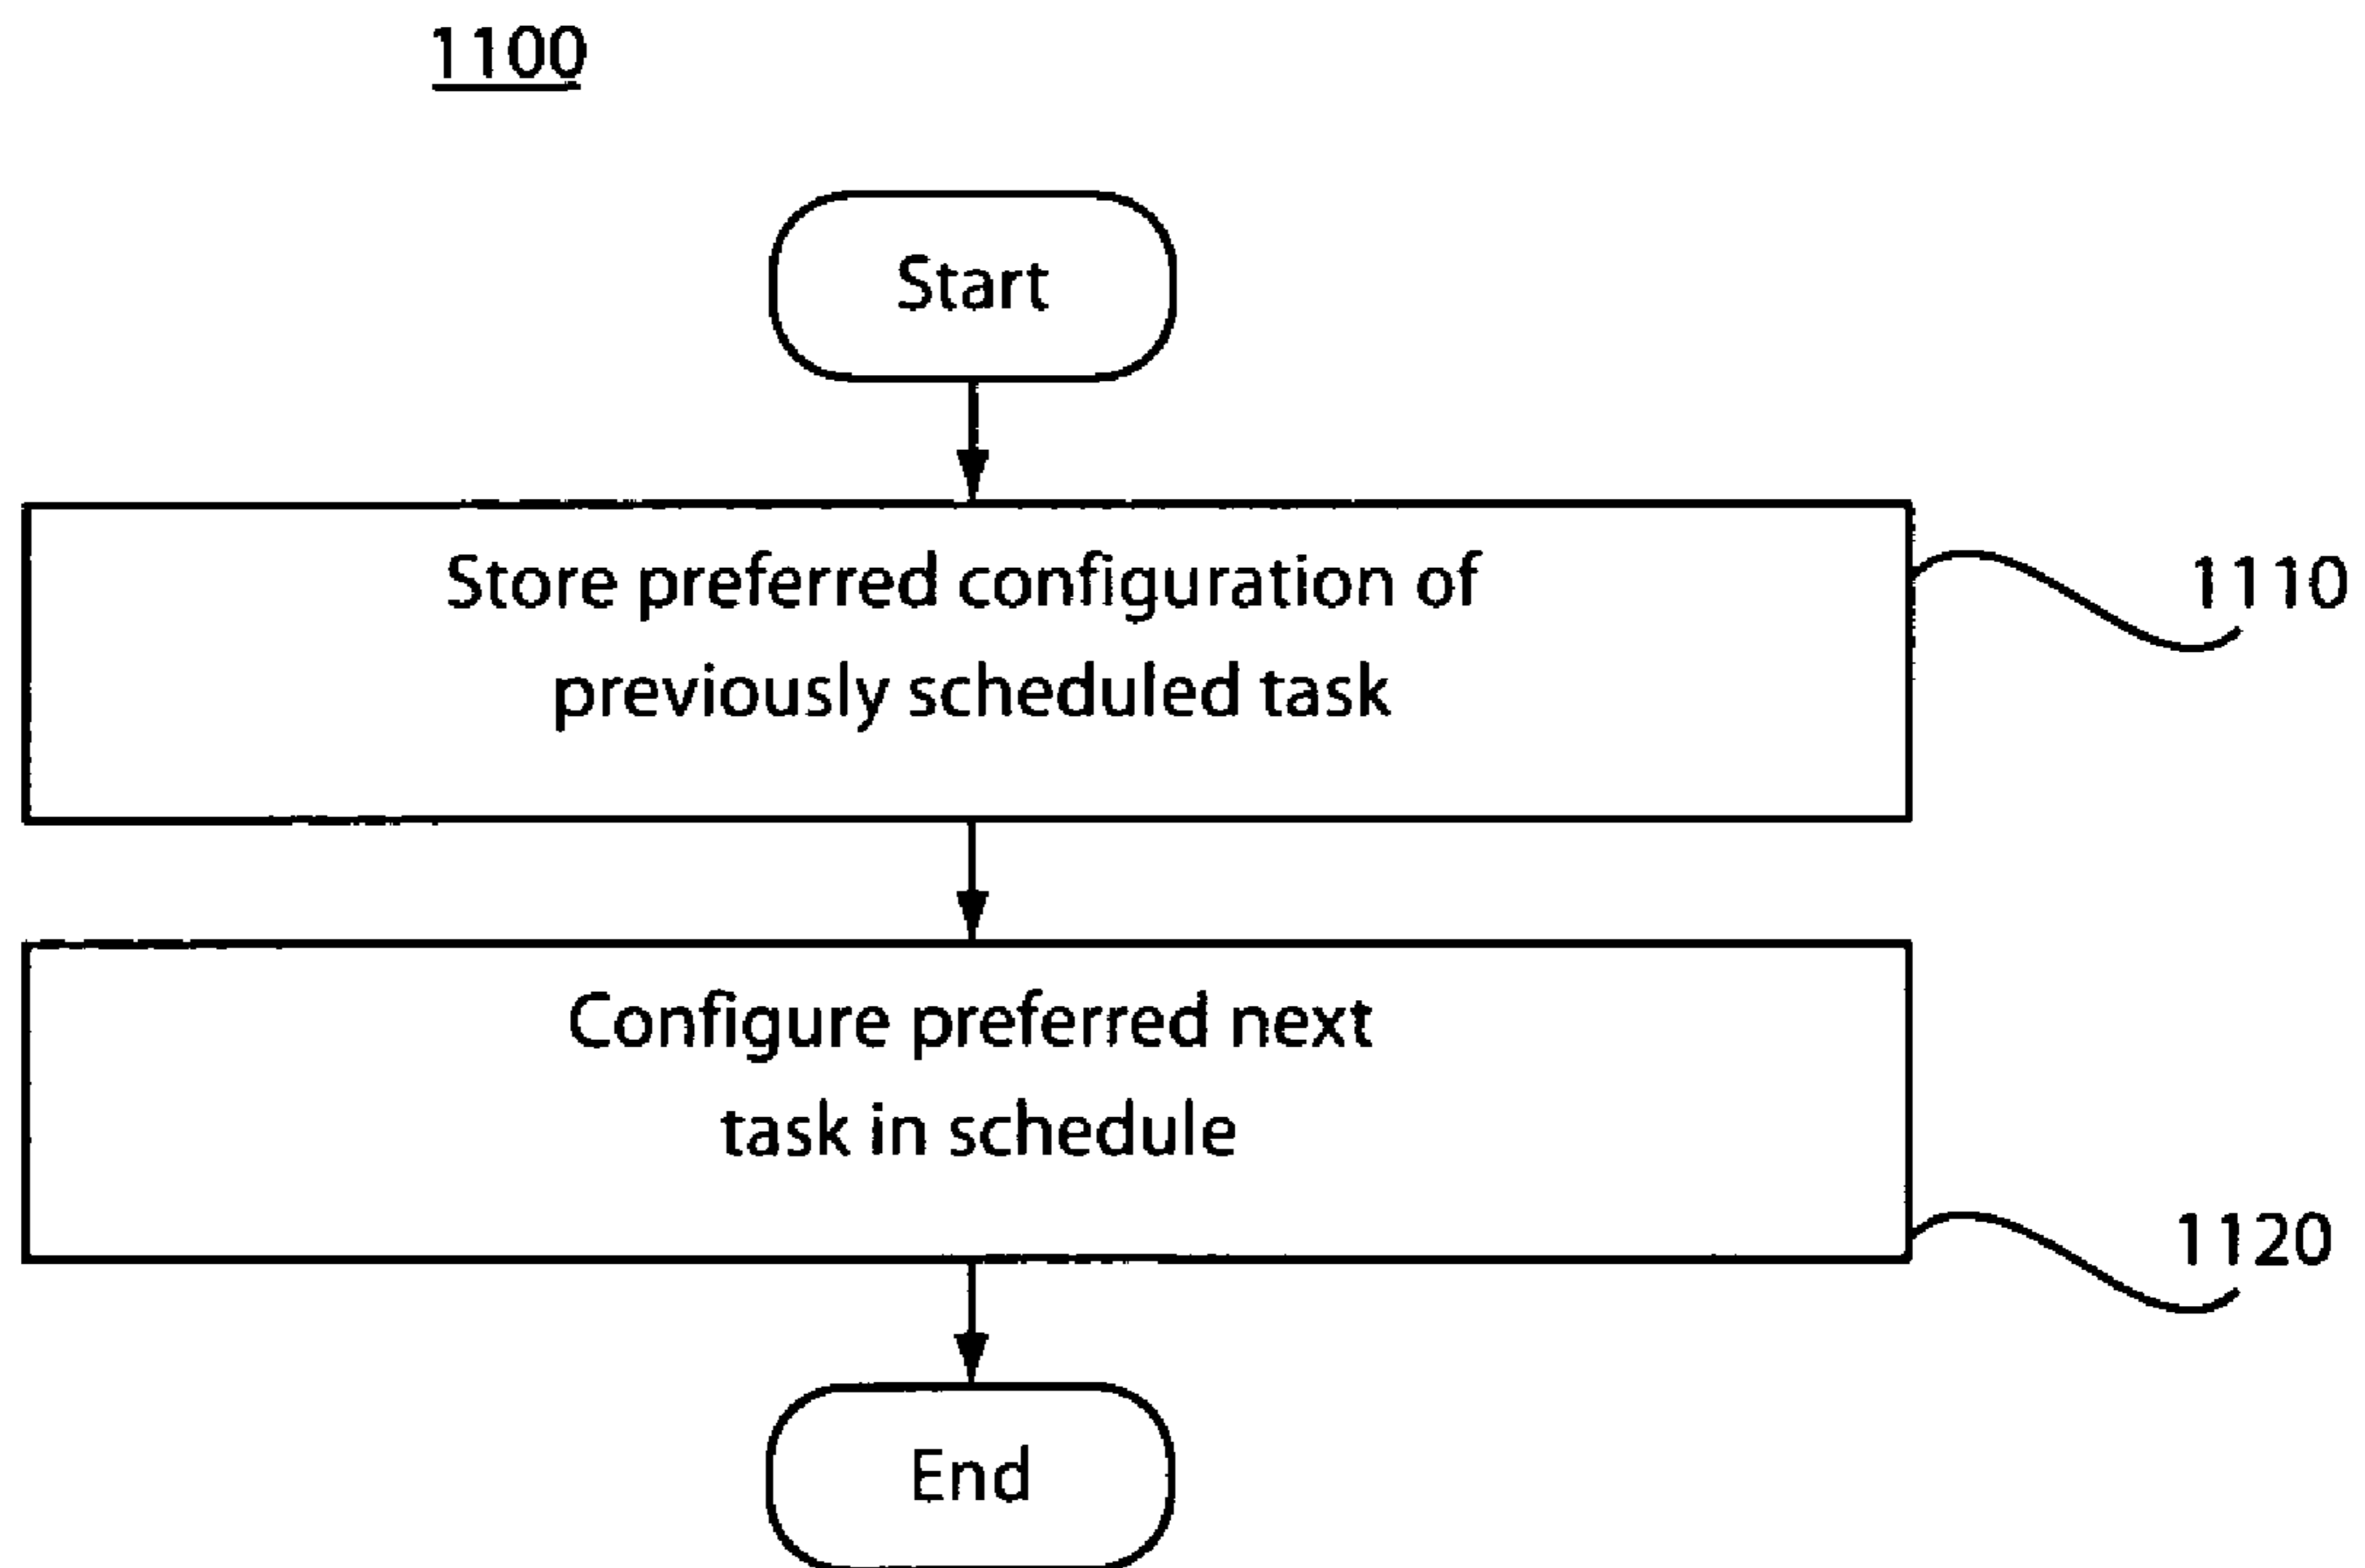 1100
Start
Store preferred configuration of
previously scheduled task
1110
Configure preferred next
task in schedule
1120
End